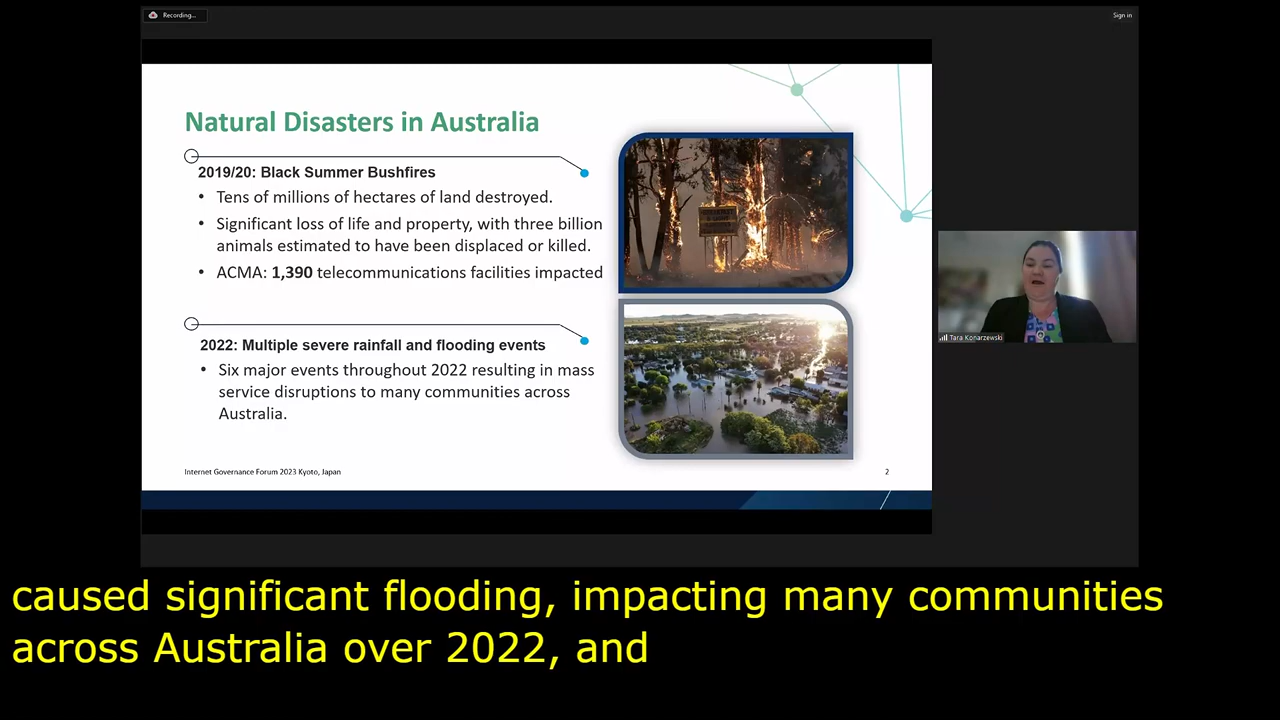 Recording...
Sign in
Natural Disasters in Australia
2019/20: Black Summer Bushfires
• Tens of millions of hectares of land destroyed.
• Significant loss of life and property, with three billion
animals estimated to have been displaced or killed.
• ACMA: 1,390 telecommunications facilities impacted
2022: Multiple severe rainfall and flooding events
• Six major events throughout 2022 resulting in mass
service disruptions to many communities across
Australia.
Internet Governance Forum 2023 Kyoto, Japan
2
Tara Konarzewski
caused significant flooding, impacting many communities
across Australia over 2022, and